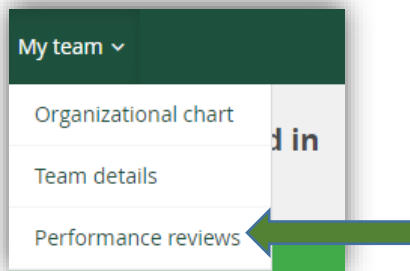 My team
Organizational chart
d in
Team details
Performance reviews